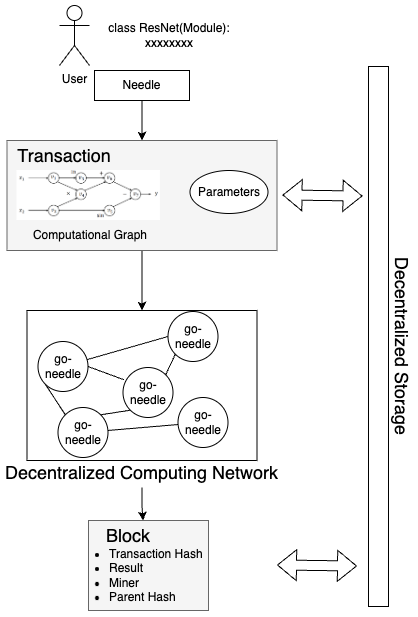 class ResNet(Module):
xxxxxxxx
User
Needle
Transaction
Parameters
Computational Graph
go-
needle
go-
needle
go-
needle
go-
needle
go-
needle
Decentralized Computing Network
Block
• Transaction Hash
• Result
• Miner
• Parent Hash
Decentralized Storage